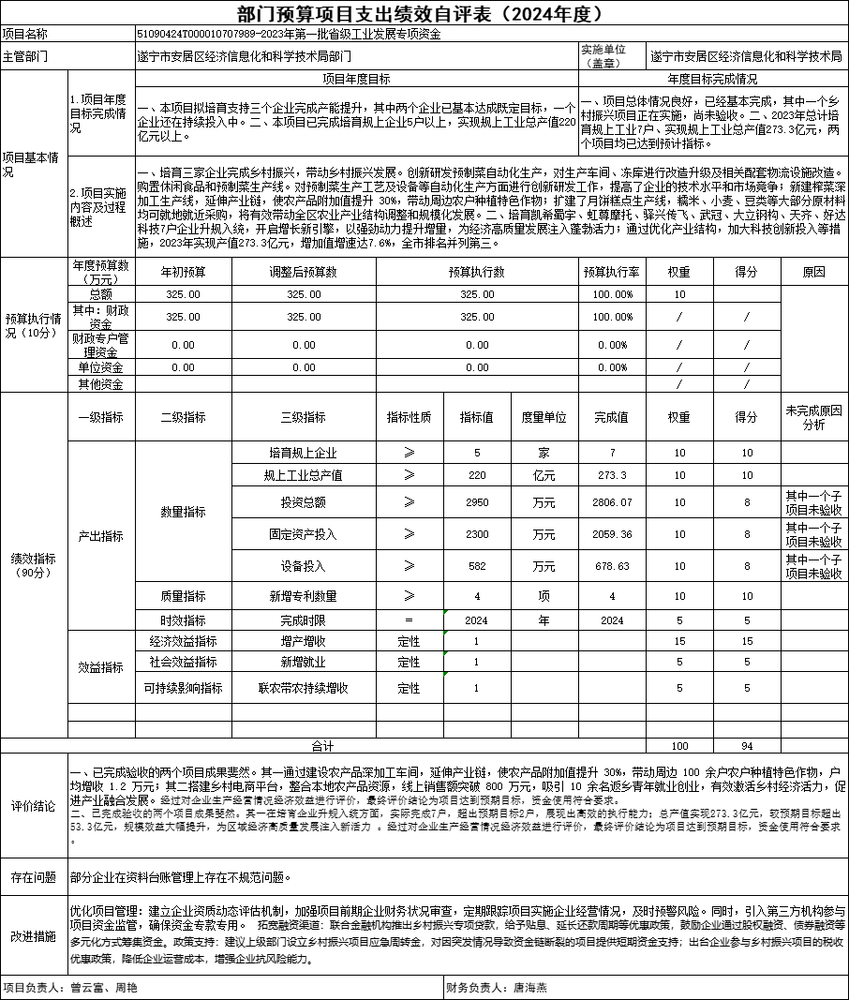 部门预算项目支出绩效自评表（2024年度）
项目名称 51090424T000010707989-2023年第一批省级工业发展专项资金
主管部门 遂宁市安居区经济信息化和科学技术局部门 实施单位（盖章） 遂宁市安居区经济信息化和科学技术局
项目基本情况
项目年度目标 年度目标完成情况
1.项目年度目标完成情况
一、本项目拟培育支持三个企业完成产能提升，其中两个企业已基本达成既定目标，一个
企业还在持续投入中。二、本项目已完成培育规上企业5户以上，实现规上工业总产值220
亿元以上。
一、项目总体情况良好，已经基本完成，其中一个乡
村振兴项目正在实施，尚未验收。二、2023年总计培
育规上工业7户、实现规上工业总产值273.3亿元，两
个项目均已达到预计指标。
2.项目实施内容及过程概述
一、培育三家企业完成乡村振兴，带动乡村振兴发展。创新研发预制菜自动化生产，对生产车间、冻库进行改造升级及相关配套物流设施改造。
购置休闲食品和预制菜生产线。对预制菜生产工艺及设备等自动化生产方面进行创新研发工作，提高了企业的技术水平和市场竞争；新建榨菜深
加工生产线，延伸产业链，使农产品附加值提升 30%，带动周边农户种植特色作物；扩建了月饼糕点生产线，糯米、小麦、豆类等大部分原材料
均可就地就近采购，将有效带动全区农业产业结构调整和规模化发展。二、培育凯希蜀宇、虹尊摩托、驿兴传飞、武冠、大立钢构、天齐、好达
科技7户企业升规入统，开启增长新引擎，以强劲动力提升增量，为经济高质量发展注入蓬勃活力；通过优化产业结构，加大科技创新投入等措
施，2023年实现产值273.3亿元，增加值增速达7.6%，全市排名并列第三。
预算执行情况（10分）
年度预算数（万元） 年初预算 调整后预算数 预算执行数 预算执行率 权重 得分 原因
总额 325.00 325.00 325.00 100.00% 10
其中：财政资金 325.00 325.00 325.00 100.00% / /
财政专户管理资金 0.00 0.00 0.00 0.00% / /
单位资金 0.00 0.00 0.00 0.00% / /
其他资金 / /
绩效指标（90分）
一级指标 二级指标 三级指标 指标性质 指标值 度量单位 完成值 权重 得分 未完成原因分析
产出指标 数量指标 培育规上企业 ≥ 5 家 7 10 10
规上工业总产值 ≥ 220 亿元 273.3 10 10
投资总额 ≥ 2950 万元 2806.07 10 8 其中一个子项目未验收
固定资产投入 ≥ 2300 万元 2059.36 10 8 其中一个子项目未验收
设备投入 ≥ 582 万元 678.63 10 8 其中一个子项目未验收
质量指标 新增专利数量 ≥ 4 项 4 10 10
时效指标 完成时限 = 2024 年 2024 5 5
效益指标 经济效益指标 增产增收 定性 1 15 15
社会效益指标 新增就业 定性 1 5 5
可持续影响指标 联农带农持续增收 定性 1 5 5
合计 100 94
评价结论
一、已完成验收的两个项目成果斐然。其一通过建设农产品深加工车间，延伸产业链，使农产品附加值提升 30%，带动周边 100 余户农户种植特色作物，户
均增收 1.2 万元；其二搭建乡村电商平台，整合本地农产品资源，线上销售额突破 800 万元，吸引 10 余名返乡青年就业创业，有效激活乡村经济活力，促
进产业融合发展。经过对企业生产经营情况经济效益进行评价，最终评价结论为项目达到预期目标，资金使用符合要求。
二、已完成验收的两个项目成果斐然。其一在培育企业升规入统方面，实际完成7户，超出预期目标2户，展现出高效的执行能力；总产值实现273.3亿元，较预期目标超出
53.3亿元，规模效益大幅提升，为区域经济高质量发展注入新活力 。经过对企业生产经营情况经济效益进行评价，最终评价结论为项目达到预期目标，资金使用符合要求
。
存在问题 部分企业在资料台账管理上存在不规范问题。
改进措施
优化项目管理：建立企业资质动态评估机制，加强项目前期企业财务状况审查，定期跟踪项目实施企业经营情况，及时预警风险。同时，引入第三方机构参与
项目资金监管，确保资金专款专用。 拓宽融资渠道：联合金融机构推出乡村振兴专项贷款，给予贴息、延长还款周期等优惠政策，鼓励企业通过股权融资、债券融资等
多元化方式筹集资金。政策支持：建议上级部门设立乡村振兴项目应急周转金，对因突发情况导致资金链断裂的项目提供短期资金支持；出台企业参与乡村振兴项目的税收
优惠政策，降低企业运营成本，增强企业抗风险能力。
项目负责人：曾云富、周艳 财务负责人：唐海燕